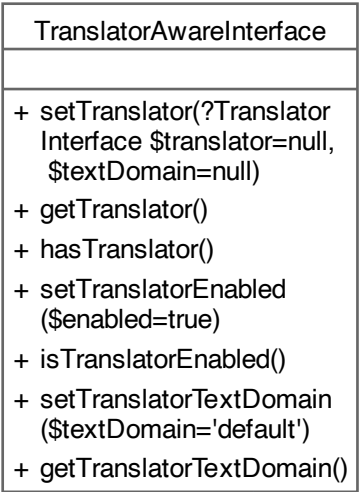 TranslatorAwareInterface
+ setTranslator(?Translator
Interface $translator=null,
$textDomain=null)
+ getTranslator()
+ hasTranslator()
+ setTranslatorEnabled
($enabled=true)
+ isTranslatorEnabled()
+ setTranslatorTextDomain
($textDomain='default')
+ getTranslatorTextDomain()